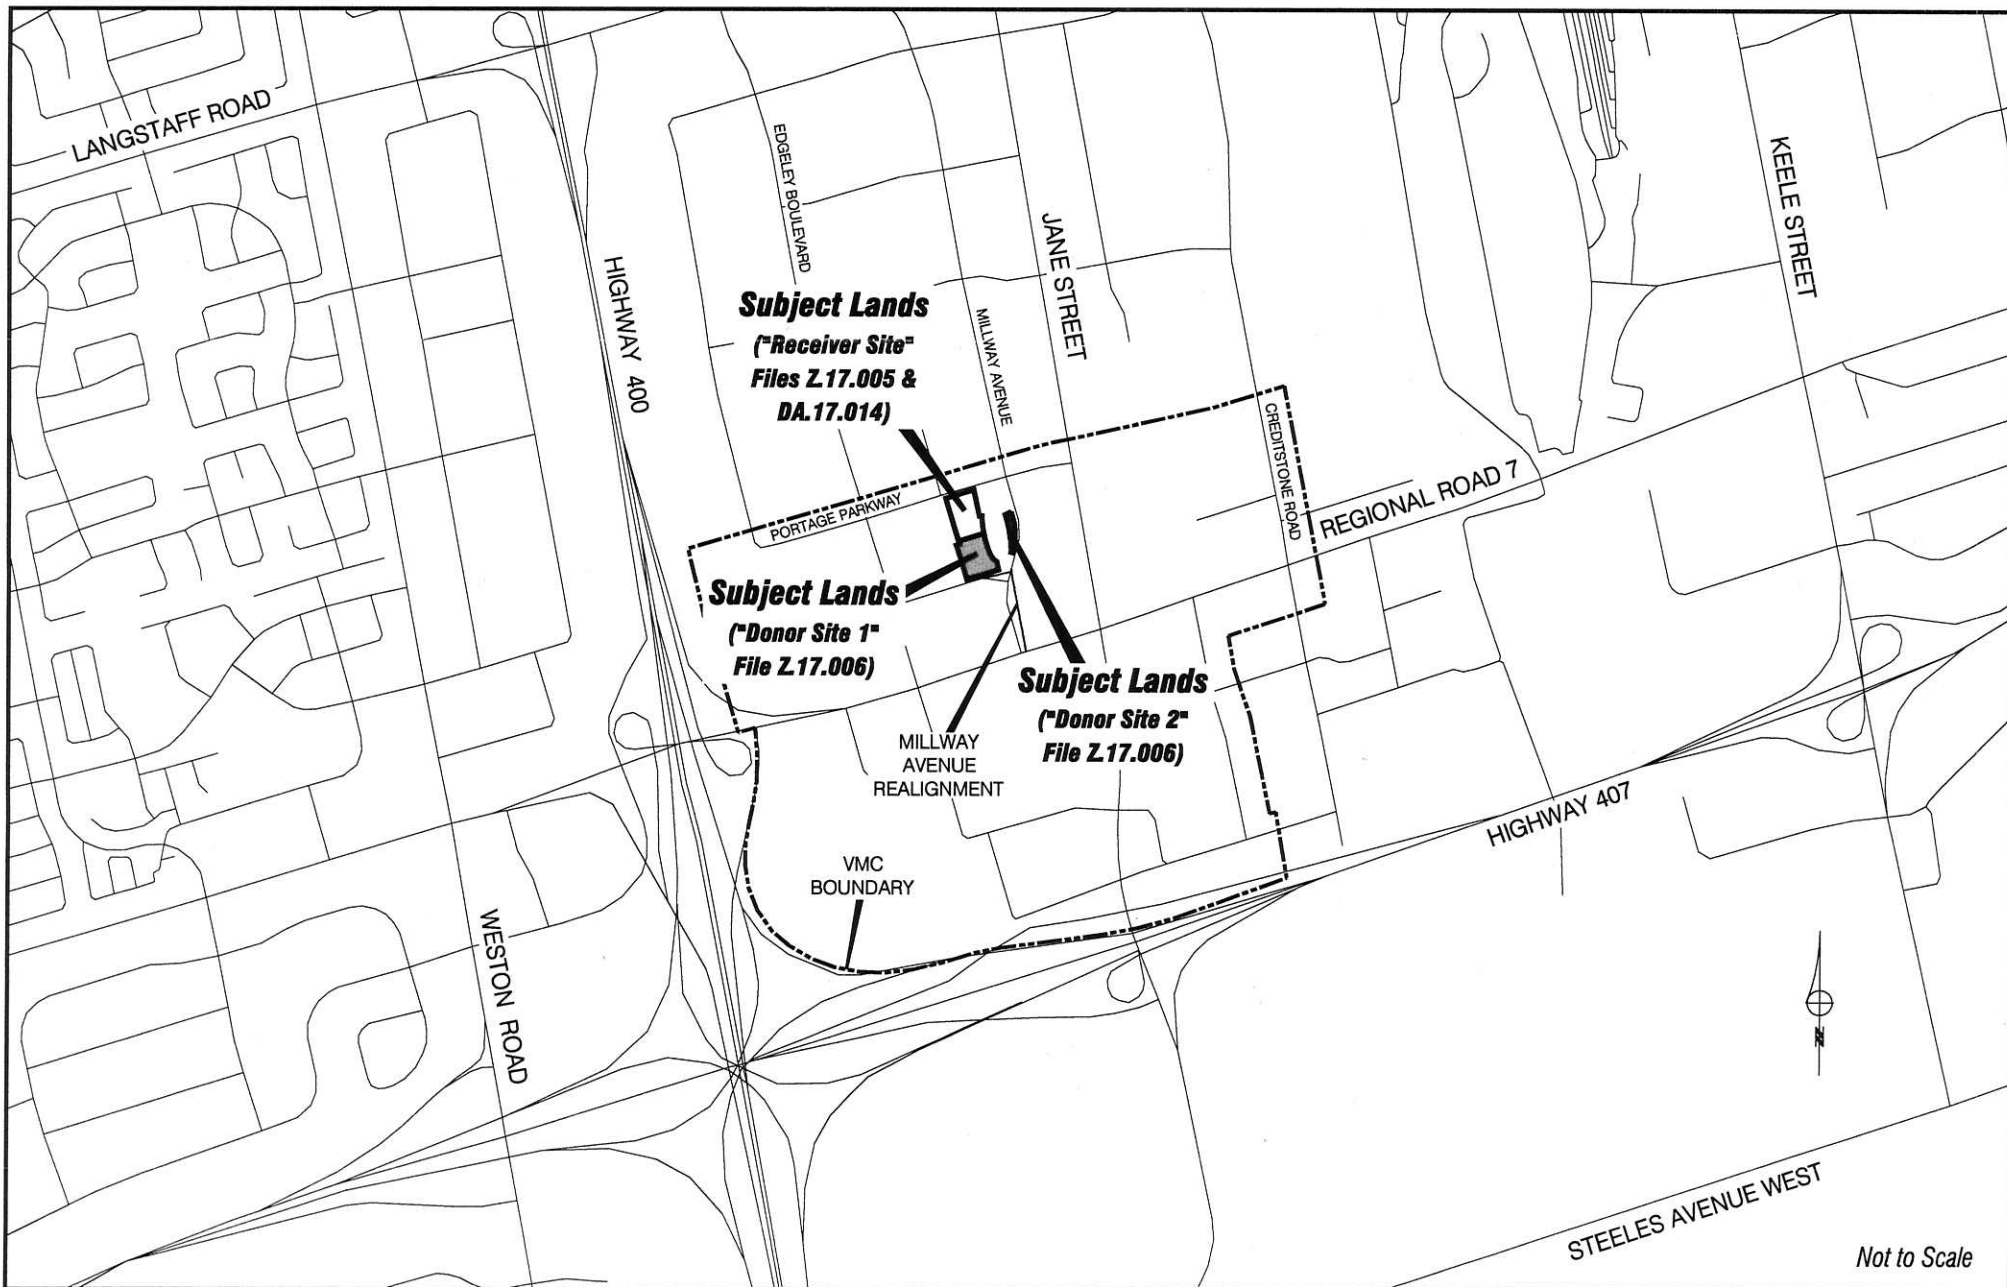 LANGSTAFF ROAD
EDGELEY BOULEVARD
KEELE STREET
JANE STREET
HIGHWAY 400
Subject Lands
("Receiver Site"
Files Z.17.005 &
DA.17.014)
MILLWAY AVENUE
CREDITSTONE ROAD
REGIONAL ROAD 7
PORTAGE PARKWAY
Subject Lands
("Donor Site 1"
File Z.17.006)
Subject Lands
("Donor Site 2"
File Z.17.006)
MILLWAY
AVENUE
REALIGNMENT
HIGHWAY 407
VMC
BOUNDARY
WESTON ROAD
N
STEELES AVENUE WEST
Not to Scale